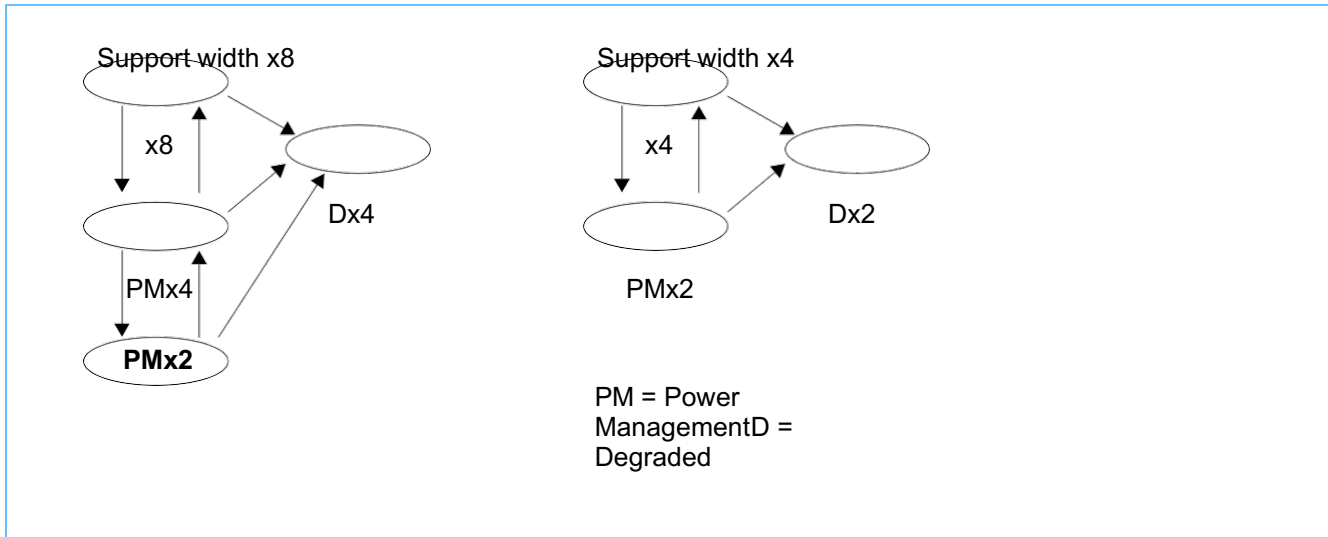 Support width x8
x8
Dx4
PMx4
PMx2
Support width x4
x4
Dx2
PMx2
PM = Power
ManagementD =
Degraded